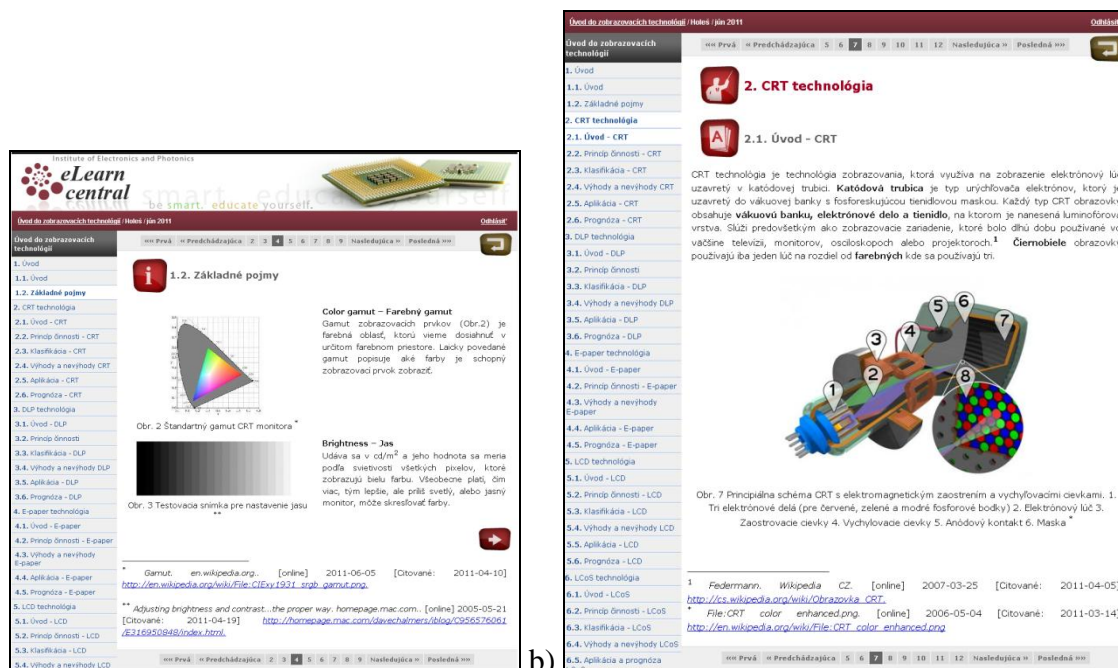 Institute of Electronics and Photonics
eLearn
central
smart. educate yourself.
Úvod do zobrazovacích technológií / Holeš / jún 2011
Odhlásiť
Úvod do zobrazovacích
technológií
«« Prvá « Predchádzajúca 2 3 4 5 6 7 8 9 Nasledujúca » Posledná »»
1. Úvod
1.1. Úvod
1.2. Základné pojmy
2. CRT technológia
2.1. Úvod - CRT
2.2. Princíp činnosti - CRT
2.3. Klasifikácia - CRT
2.4. Výhody a nevýhody CRT
2.5. Aplikácia - CRT
2.6. Prognóza - CRT
3. DLP technológia
3.1. Úvod - DLP
3.2. Princíp činnosti
3.3. Klasifikácia - DLP
3.4. Výhody a nevýhody DLP
3.5. Aplikácia - DLP
3.6. Prognóza - DLP
4. E-paper technológia
4.1. Úvod - E-paper
4.2. Princíp činnosti - E-paper
4.3. Výhody a nevýhody
E-paper
4.4. Aplikácia - E-paper
4.5. Prognóza - E-paper
5. LCD technológia
5.1. Úvod - LCD
5.2. Princíp činnosti - LCD
5.3. Klasifikácia - LCD
5.4. Výhody a nevýhody LCD
i
1.2. Základné pojmy
Color gamut – Farebný gamut
Gamut zobrazovacích prvkov (Obr.2) je
farebná oblasť, ktorú vieme dosiahnuť v
určitom farebnom priestore. Laicky povedané
gamut popisuje aké farby je schopný
zobrazovací prvok zobraziť.
Obr. 2 Štandartný gamut CRT monitora *
Brightness – Jas
Udáva sa v cd/m2 a jeho hodnota sa meria
podľa svietivosti všetkých pixelov, ktoré
zobrazujú bielu farbu. Všeobecne platí, čím
viac, tým lepšie, ale príliš svetlý, alebo jasný
monitor, môže skresľovať farby.
Obr. 3 Testovacia snímka pre nastavenie jasu
**
* Gamut. en.wikipedia.org.. [online] 2011-06-05 [Citované: 2011-04-10]
http://en.wikipedia.org/wiki/File:CIExy1931_srgb_gamut.png.
** Adjusting brightness and contrast...the proper way. homepage.mac.com.. [online] 2005-05-21
[Citované: 2011-04-19] http://homepage.mac.com/davechalmers/iblog/C956576061
/E316950848/index.html.
«« Prvá « Predchádzajúca 2 3 4 5 6 7 8 9 Nasledujúca » Posledná »»
b)
Úvod do zobrazovacích technológií / Holeš / jún 2011
Odhlásiť
Úvod do zobrazovacích
technológií
«« Prvá « Predchádzajúca 5 6 7 8 9 10 11 12 Nasledujúca » Posledná »»
1. Úvod
1.1. Úvod
1.2. Základné pojmy
2. CRT technológia
2.1. Úvod - CRT
2.2. Princíp činnosti - CRT
2.3. Klasifikácia - CRT
2.4. Výhody a nevýhody CRT
2.5. Aplikácia - CRT
2.6. Prognóza - CRT
3. DLP technológia
3.1. Úvod - DLP
3.2. Princíp činnosti
3.3. Klasifikácia - DLP
3.4. Výhody a nevýhody DLP
3.5. Aplikácia - DLP
3.6. Prognóza - DLP
4. E-paper technológia
4.1. Úvod - E-paper
4.2. Princíp činnosti - E-paper
4.3. Výhody a nevýhody
E-paper
4.4. Aplikácia - E-paper
4.5. Prognóza - E-paper
5. LCD technológia
5.1. Úvod - LCD
5.2. Princíp činnosti - LCD
5.3. Klasifikácia - LCD
5.4. Výhody a nevýhody LCD
5.5. Aplikácia - LCD
5.6. Prognóza - LCD
6. LCoS technológia
6.1. Úvod - LCoS
6.2. Princíp činnosti - LCoS
6.3. Klasifikácia - LCoS
6.4. Výhody a nevýhody LCoS
6.5. Aplikácia a prognóza
2. CRT technológia
A
2.1. Úvod - CRT
CRT technológia je technológia zobrazovania, ktorá využíva na zobrazenie elektrónový lúč
uzavretý v katódovej trubici. Katódová trubica je typ urýchľovača elektrónov, ktorý je
uzavretý do vákuovej banky s fosforeskujúcou tienidlovou maskou. Každý typ CRT obrazovky
obsahuje vákuovú banku, elektrónové delo a tienidlo, na ktorom je nanesená luminofórová
vrstva. Slúži predovšetkým ako zobrazovacie zariadenie, ktoré bolo dlhú dobu používané vo
väčšine televízií, monitorov, osciloskopoch alebo projektoroch.1 Čiernobiele obrazovky
používajú iba jeden lúč na rozdiel od farebných kde sa používajú tri.
1 2 3 4 5 6 7 8
Obr. 7 Principiálna schéma CRT s elektromagnetickým zaostrením a vychyľovacími cievkami. 1.
Tri elektrónové delá (pre červené, zelené a modré fosforové bodky) 2. Elektrónový lúč 3.
Zaostrovacie cievky 4. Vychylovacie cievky 5. Anódový kontakt 6. Maska *
1 Federmann. Wikipedia CZ. [online] 2007-03-25 [Citované: 2011-04-05]
http://cs.wikipedia.org/wiki/Obrazovka_CRT.
* File:CRT color enhanced.png. [online] 2006-05-04 [Citované: 2011-03-14]
http://en.wikipedia.org/wiki/File:CRT_color_enhanced.png
«« Prvá « Predchádzajúca 5 6 7 8 9 10 11 12 Nasledujúca » Posledná »»